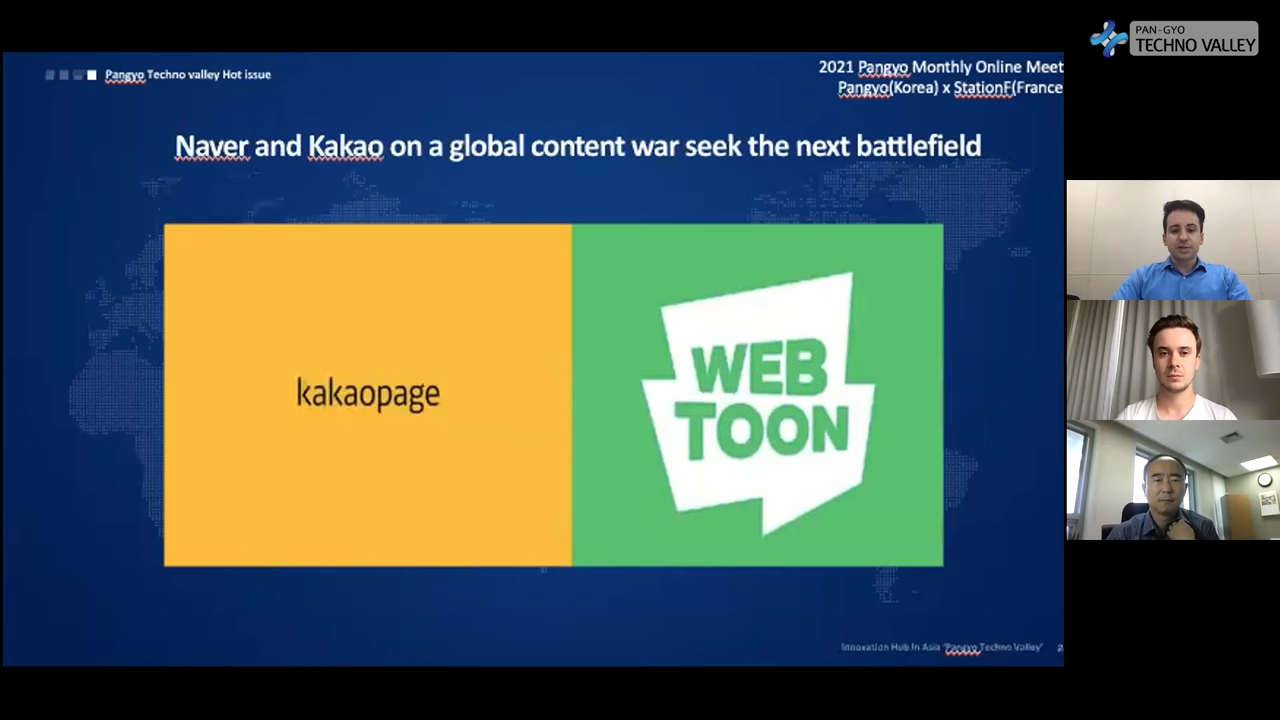 PAN-GYO
TECHNO VALLEY
Pangyo Techno valley Hot issue
2021 Pangyo Monthly Online Meet
Pangyo(Korea) x StationF(France
Naver and Kakao on a global content war seek the next battlefield
kakaopage
WEB
TOON
Innovation Hub In Asia 'Pangyo Techno Valley'